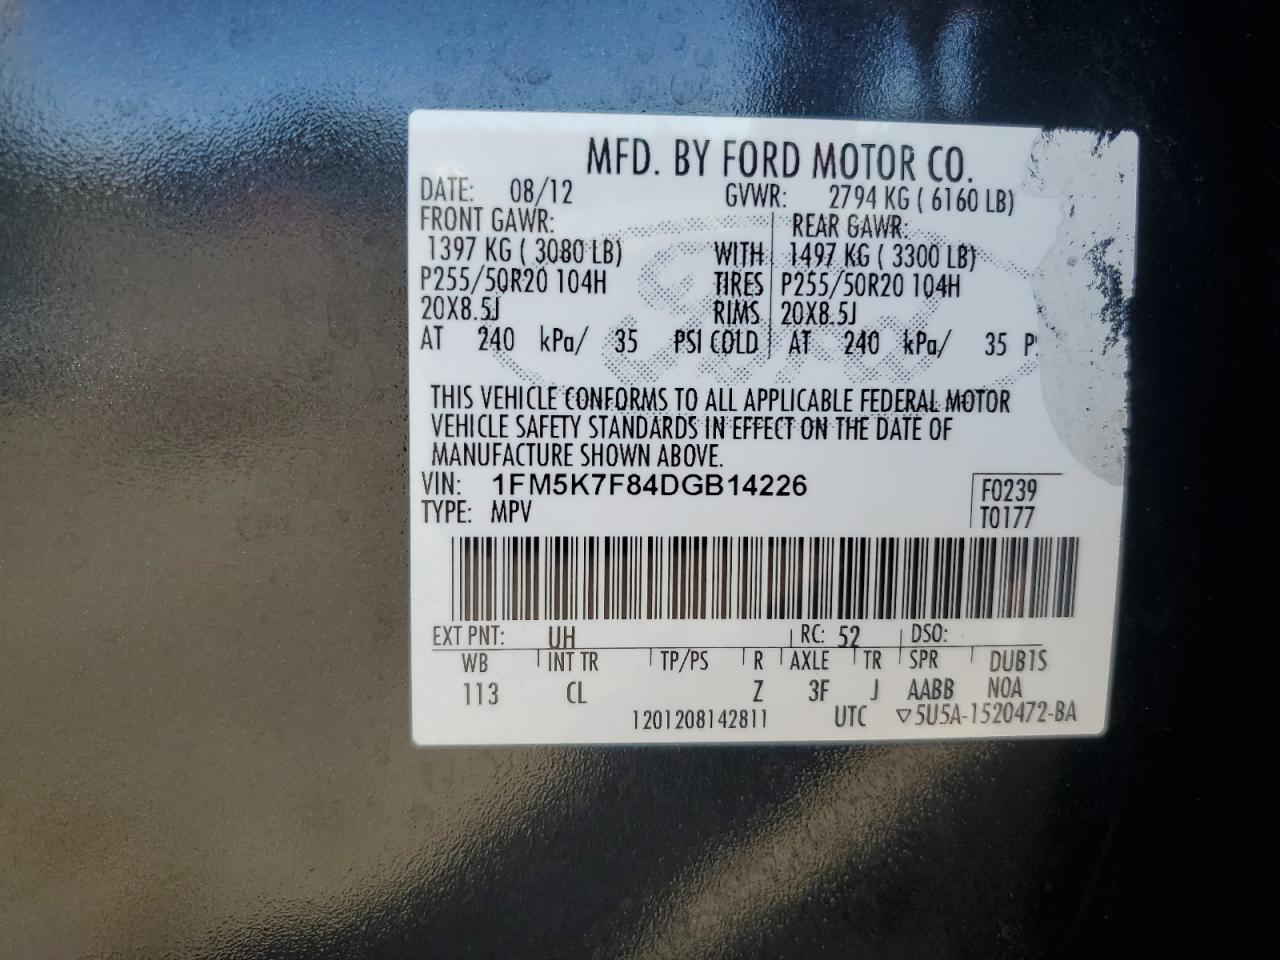 MFD. BY FORD MOTOR CO.
DATE: 08/12 GVWR: 2794 KG ( 6160 LB)
FRONT GAWR: REAR GAWR:
1397 KG ( 3080 LB) WITH 1497 KG ( 3300 LB)
P255/50R20 104H TIRES P255/50R20 104H
20X8.5J RIMS 20X8.5J
AT 240 kPa/ 35 PSI COLD AT 240 kPa/ 35
THIS VEHICLE CONFORMS TO ALL APPLICABLE FEDERAL MOTOR
VEHICLE SAFETY STANDARDS IN EFFECT ON THE DATE OF
MANUFACTURE SHOWN ABOVE.
VIN: 1FM5K7F84DGB14226 F0239
TYPE: MPV T0177
EXT PNT: UH RC: 52 DSO:
WB INT TR TP/PS R AXLE TR SPR DUB1S
113 CL Z 3F J AABB N0A
1201208142811 UTC ▽5U5A-1520472-BA